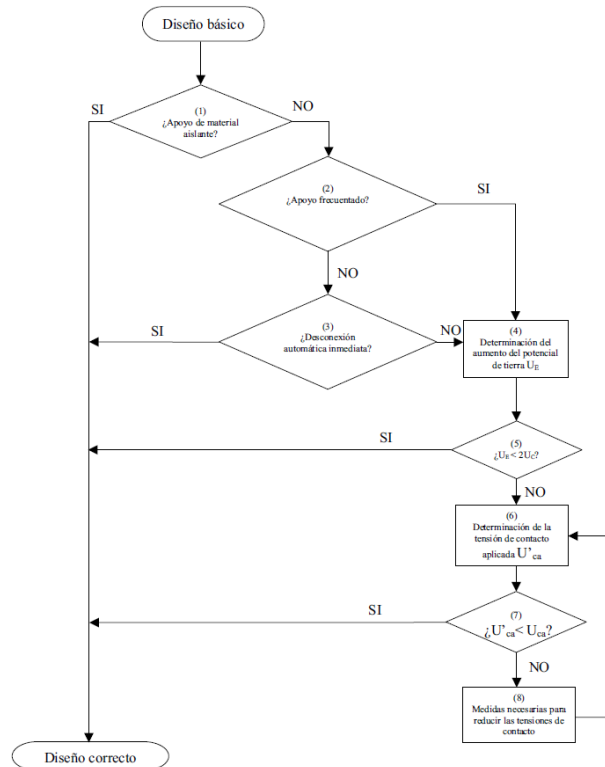 Diseño básico
SI
(1)
¿Apoyo de material
aislante?
NO
(2)
¿Apoyo frecuentado?
SI
NO
SI
(3)
¿Desconexión
automática inmediata?
NO
(4)
Determinación del
aumento del potencial
de tierra UE
SI
(5)
¿UE< 2UC?
NO
(6)
Determinación de la
tensión de contacto
aplicada U'ca
SI
(7)
¿U'ca< Uca?
NO
(8)
Medidas necesarias para
reducir las tensiones de
contacto
Diseño correcto